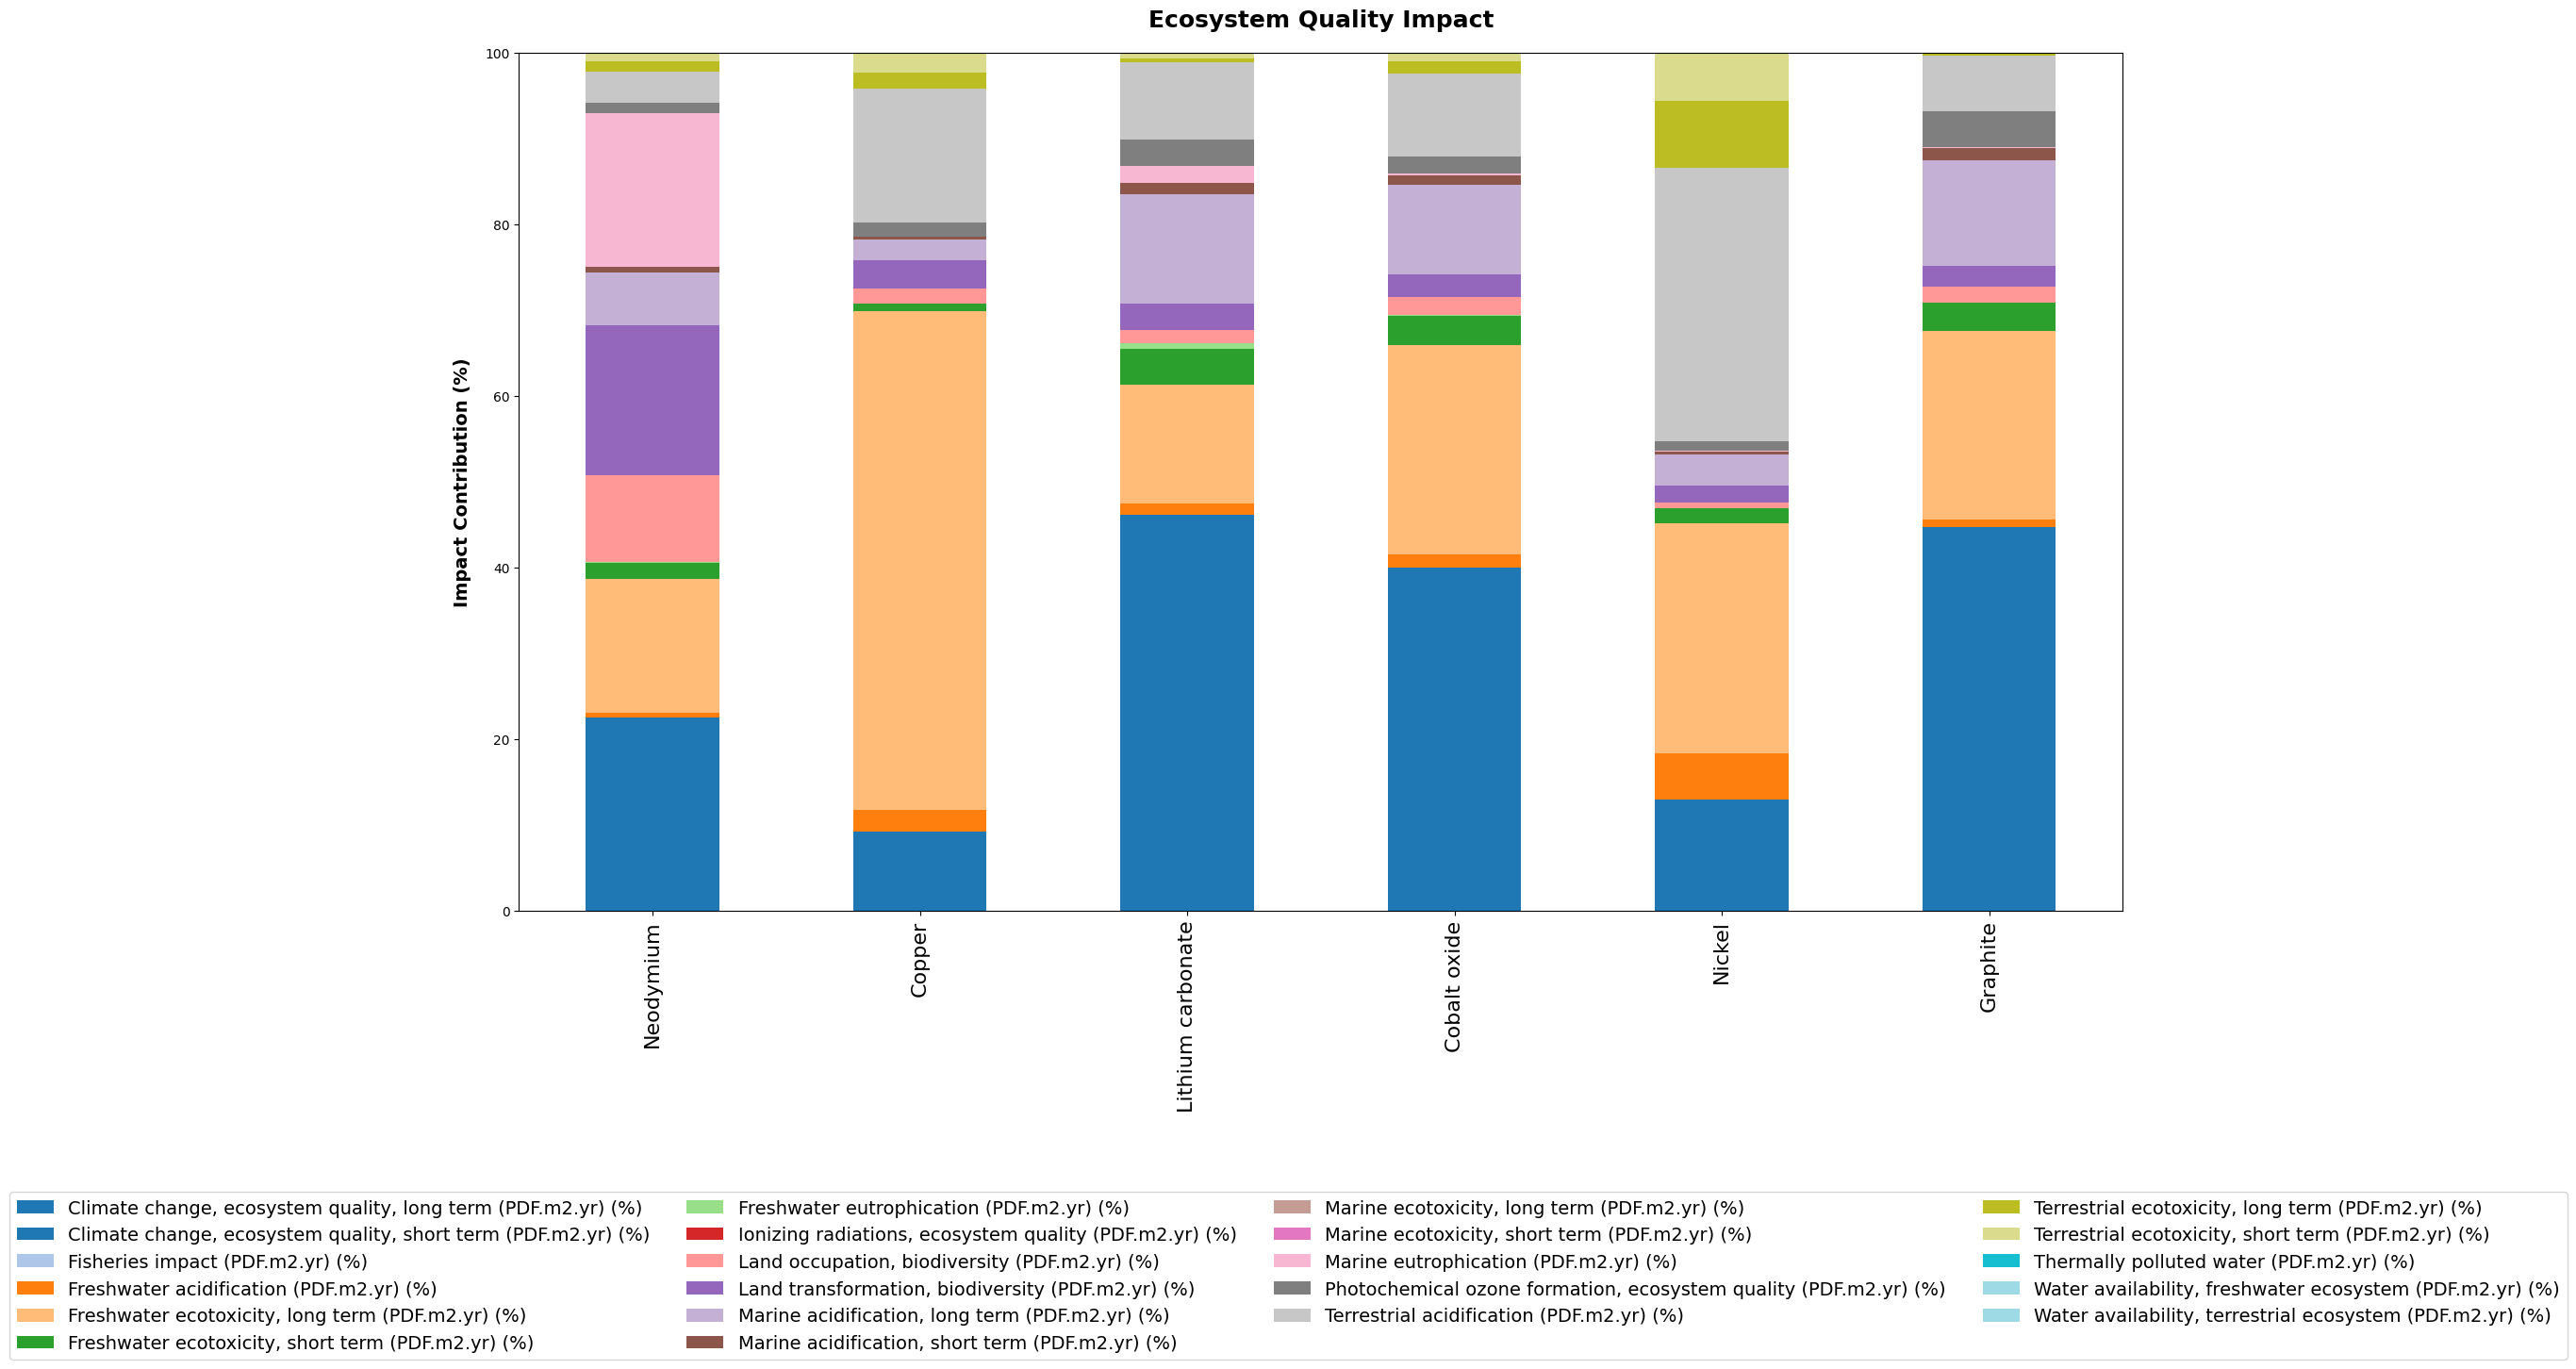 Ecosystem Quality Impact
Impact Contribution (%)
100
80
60
40
20
0
Neodymium
Copper
Lithium carbonate
Cobalt oxide
Nickel
Graphite
Climate change, ecosystem quality, long term (PDF.m2.yr) (%)
Climate change, ecosystem quality, short term (PDF.m2.yr) (%)
Fisheries impact (PDF.m2.yr) (%)
Freshwater acidification (PDF.m2.yr) (%)
Freshwater ecotoxicity, long term (PDF.m2.yr) (%)
Freshwater ecotoxicity, short term (PDF.m2.yr) (%)
Freshwater eutrophication (PDF.m2.yr) (%)
Ionizing radiations, ecosystem quality (PDF.m2.yr) (%)
Land occupation, biodiversity (PDF.m2.yr) (%)
Land transformation, biodiversity (PDF.m2.yr) (%)
Marine acidification, long term (PDF.m2.yr) (%)
Marine acidification, short term (PDF.m2.yr) (%)
Marine ecotoxicity, long term (PDF.m2.yr) (%)
Marine ecotoxicity, short term (PDF.m2.yr) (%)
Marine eutrophication (PDF.m2.yr) (%)
Photochemical ozone formation, ecosystem quality (PDF.m2.yr) (%)
Terrestrial acidification (PDF.m2.yr) (%)
Terrestrial ecotoxicity, long term (PDF.m2.yr) (%)
Terrestrial ecotoxicity, short term (PDF.m2.yr) (%)
Thermally polluted water (PDF.m2.yr) (%)
Water availability, freshwater ecosystem (PDF.m2.yr) (%)
Water availability, terrestrial ecosystem (PDF.m2.yr) (%)